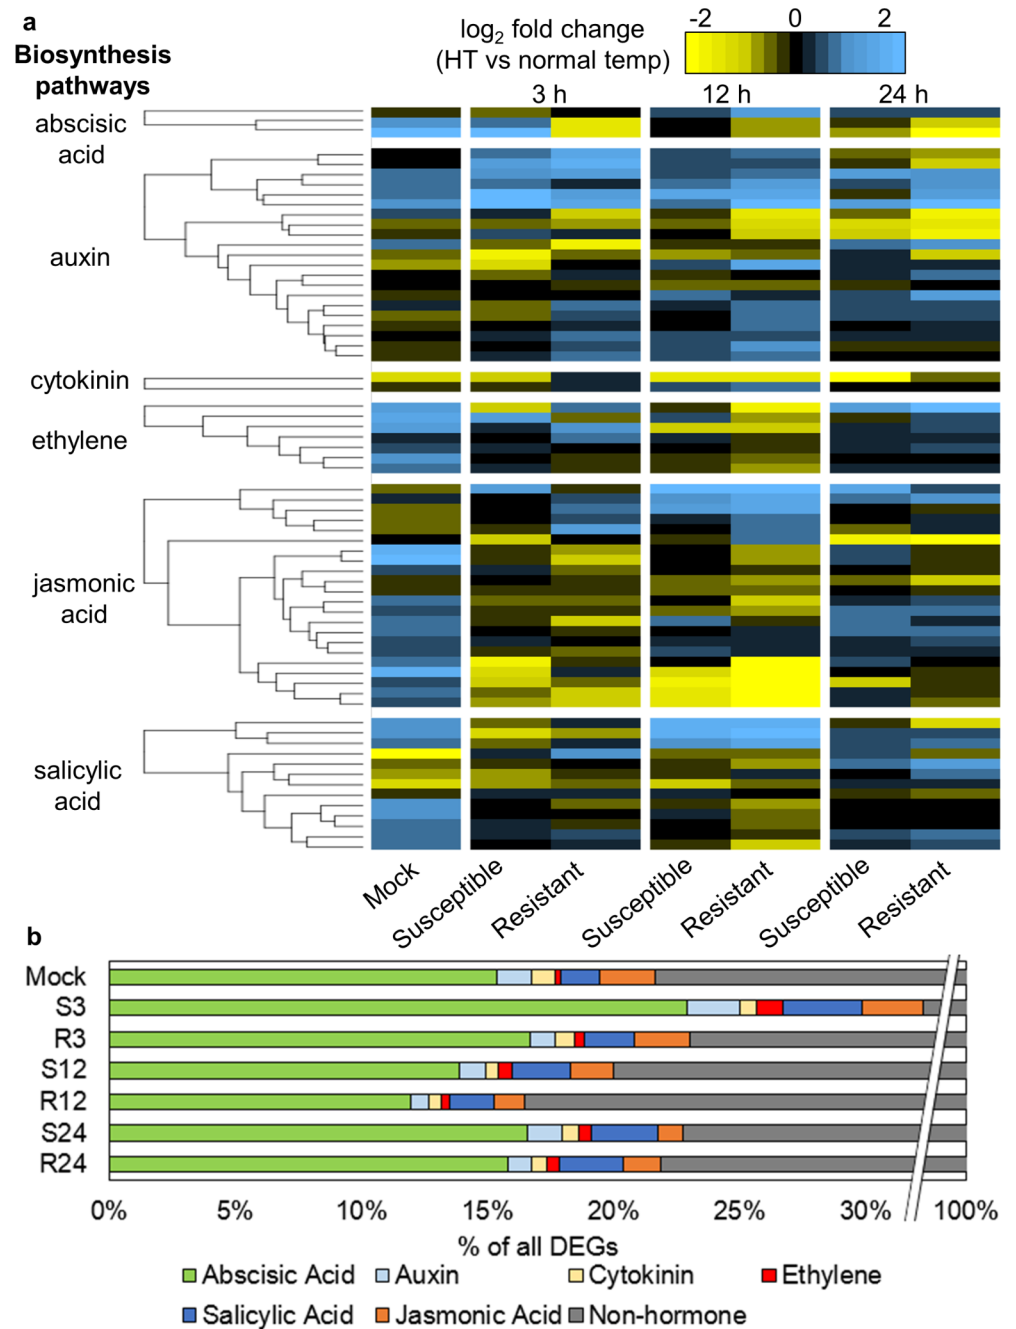 a
Biosynthesis
pathways
log2 fold change
(HT vs normal temp)
-2 0 2
3 h 12 h 24 h
abscisic
acid
auxin
cytokinin
ethylene
jasmonic
acid
salicylic
acid
Mock Susceptible Resistant Susceptible Resistant Susceptible Resistant
b
Mock
S3
R3
S12
R12
S24
R24
0% 5% 10% 15% 20% 25% 30% 100%
% of all DEGs
Abscisic Acid Auxin Cytokinin Ethylene
Salicylic Acid Jasmonic Acid Non-hormone